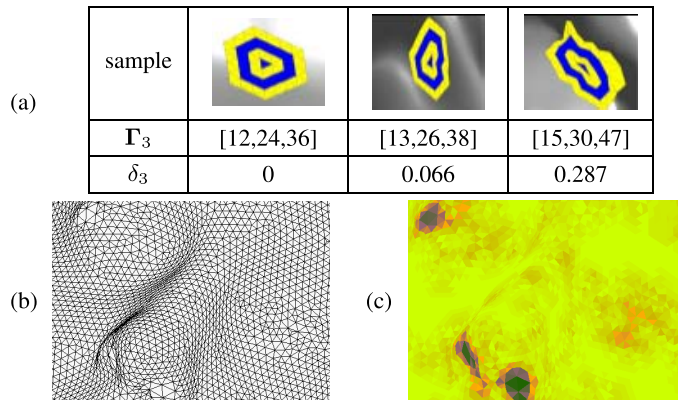 (a)
sample
Γ₃ [12,24,36] [13,26,38] [15,30,47]
δ₃ 0 0.066 0.287
(b)
(c)